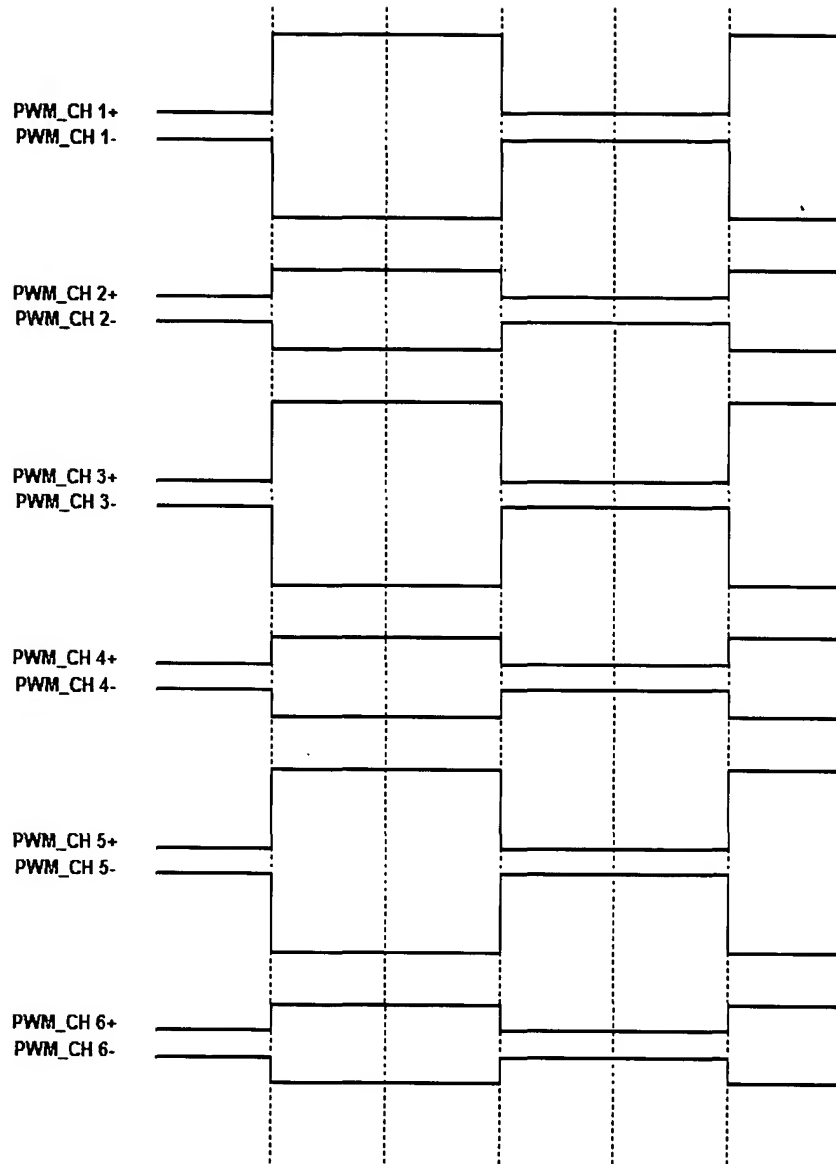 PWM_CH 1+
PWM_CH 1-
PWM_CH 2+
PWM_CH 2-
PWM_CH 3+
PWM_CH 3-
PWM_CH 4+
PWM_CH 4-
PWM_CH 5+
PWM_CH 5-
PWM_CH 6+
PWM_CH 6-